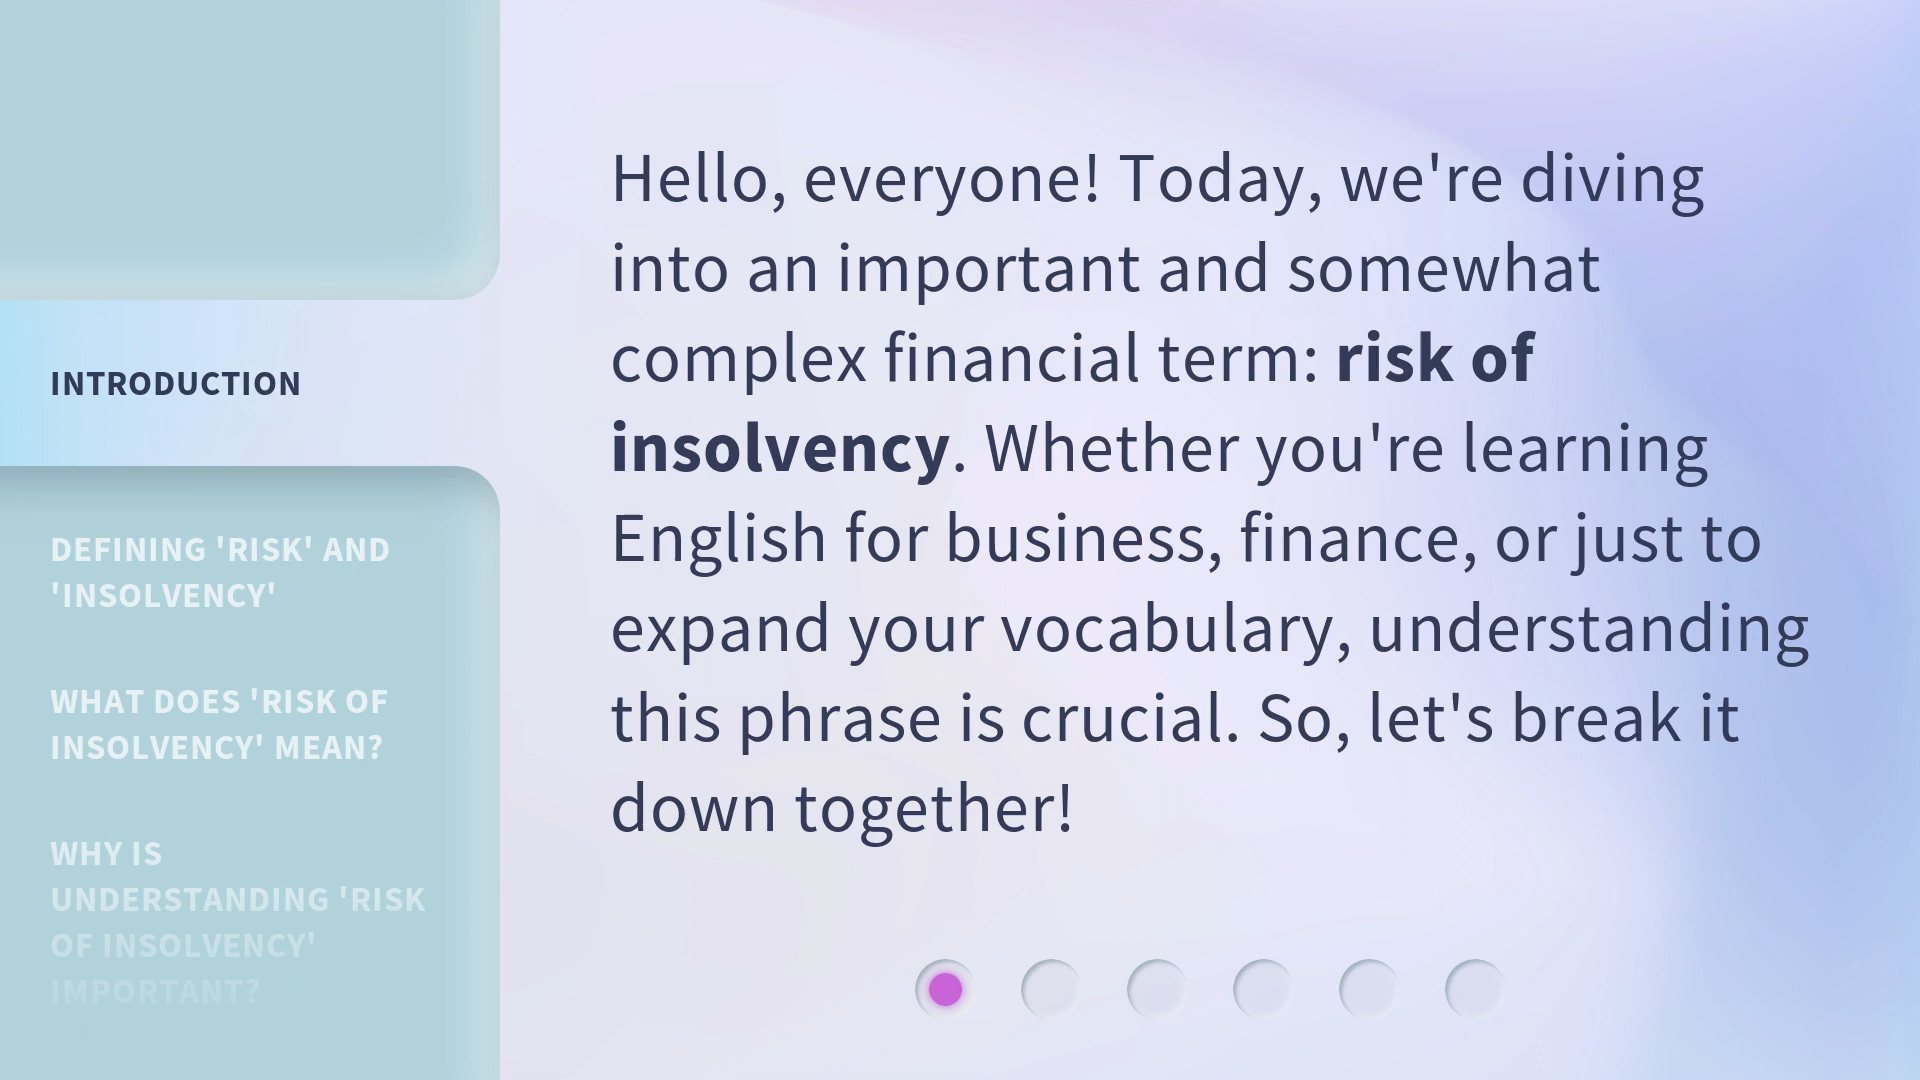 INTRODUCTION
DEFINING 'RISK' AND
'INSOLVENCY'
WHAT DOES 'RISK OF
INSOLVENCY' MEAN?
WHY IS
UNDERSTANDING 'RISK
OF INSOLVENCY'
IMPORTANT?
Hello, everyone! Today, we're diving
into an important and somewhat
complex financial term: risk of
insolvency. Whether you're learning
English for business, finance, or just to
expand your vocabulary, understanding
this phrase is crucial. So, let's break it
down together!